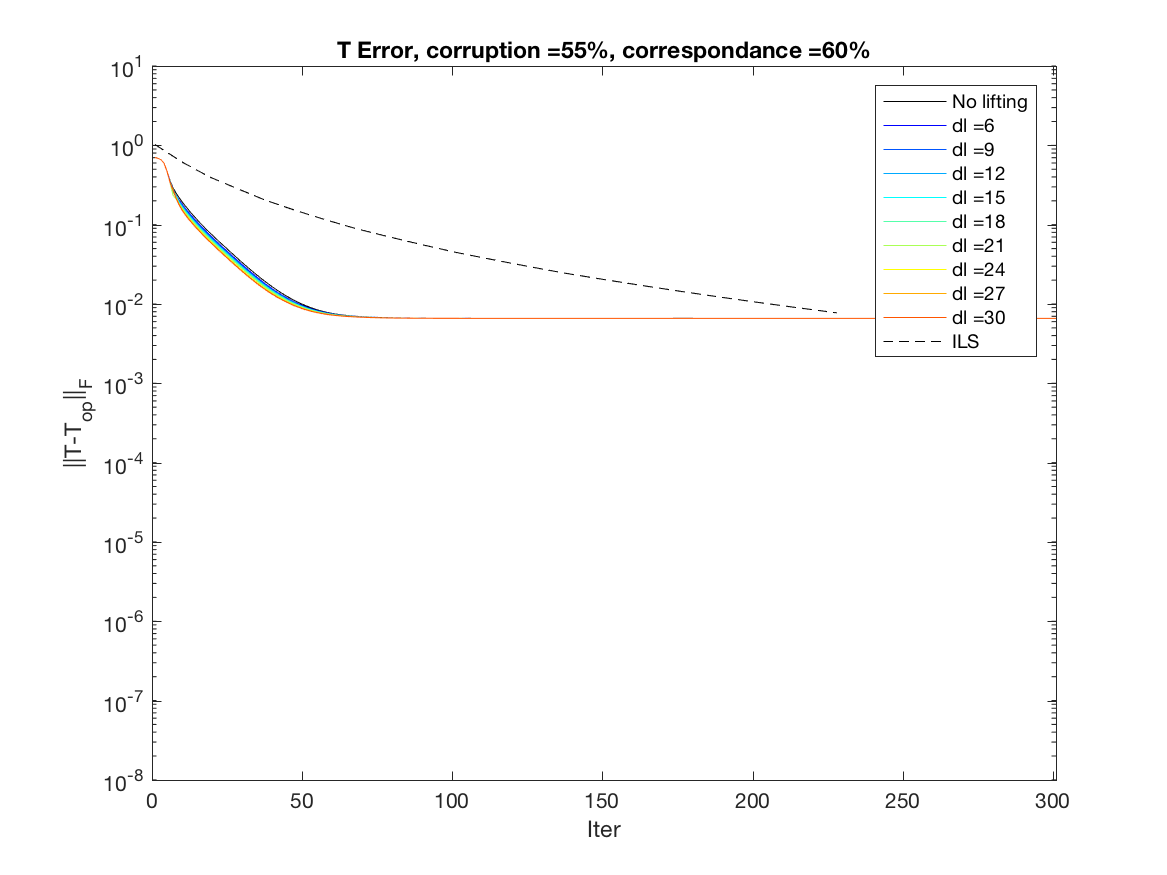 T Error, corruption =55%, correspondance =60%
10^1
10^0
10^-1
10^-2
10^-3
10^-4
10^-5
10^-6
10^-7
10^-8
||T-T_op||_F
No lifting
dl =6
dl =9
dl =12
dl =15
dl =18
dl =21
dl =24
dl =27
dl =30
ILS
0 50 100 150 200 250 300
Iter